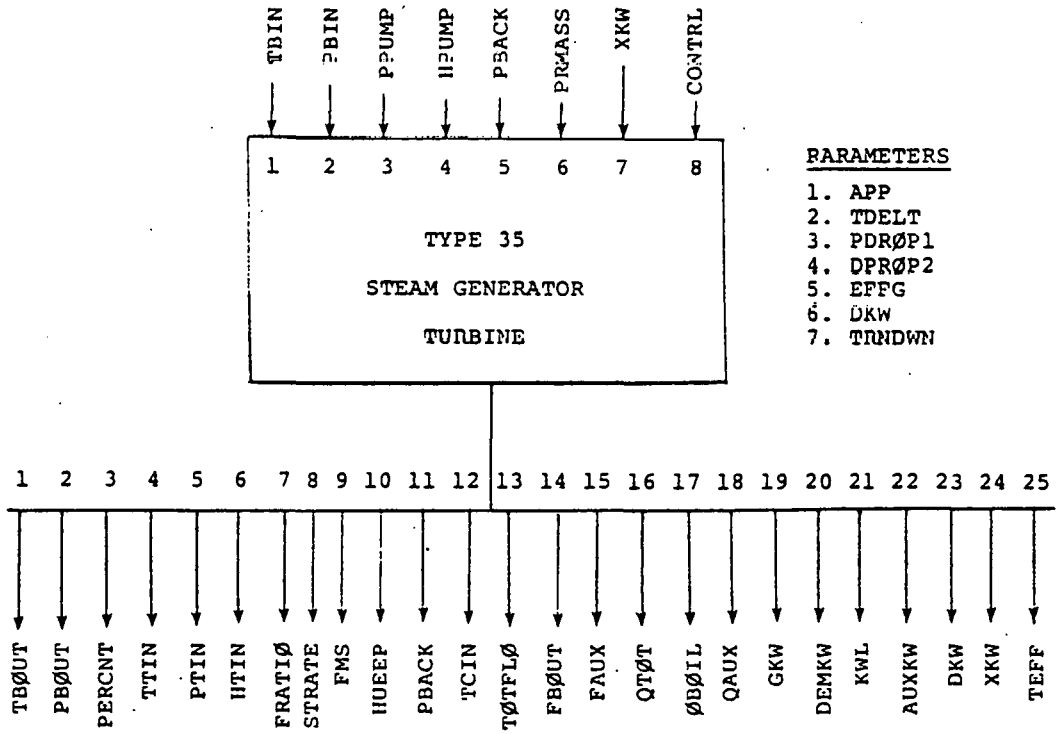 TBIN
PBIN
PPUMP
HPUMP
PBACK
PRMASS
XKW
CONTRL
1 2 3 4 5 6 7 8
TYPE 35
STEAM GENERATOR
TURBINE
PARAMETERS
1. APP
2. TDELT
3. PDRØP1
4. DPRØP2
5. EFFG
6. DKW
7. TRNDWN
1 2 3 4 5 6 7 8 9 10 11 12 13 14 15 16 17 18 19 20 21 22 23 24 25
TBØUT
PBØUT
PERCNT
TTIN
PTIN
HTIN
FRATIØ
STRATE
FMS
HUEEP
PBACK
TCIN
TØTFLØ
FBØUT
FAUX
QTØT
ØBØIL
QAUX
GKW
DEMKW
KWL
AUXKW
DKW
XKW
TEFF